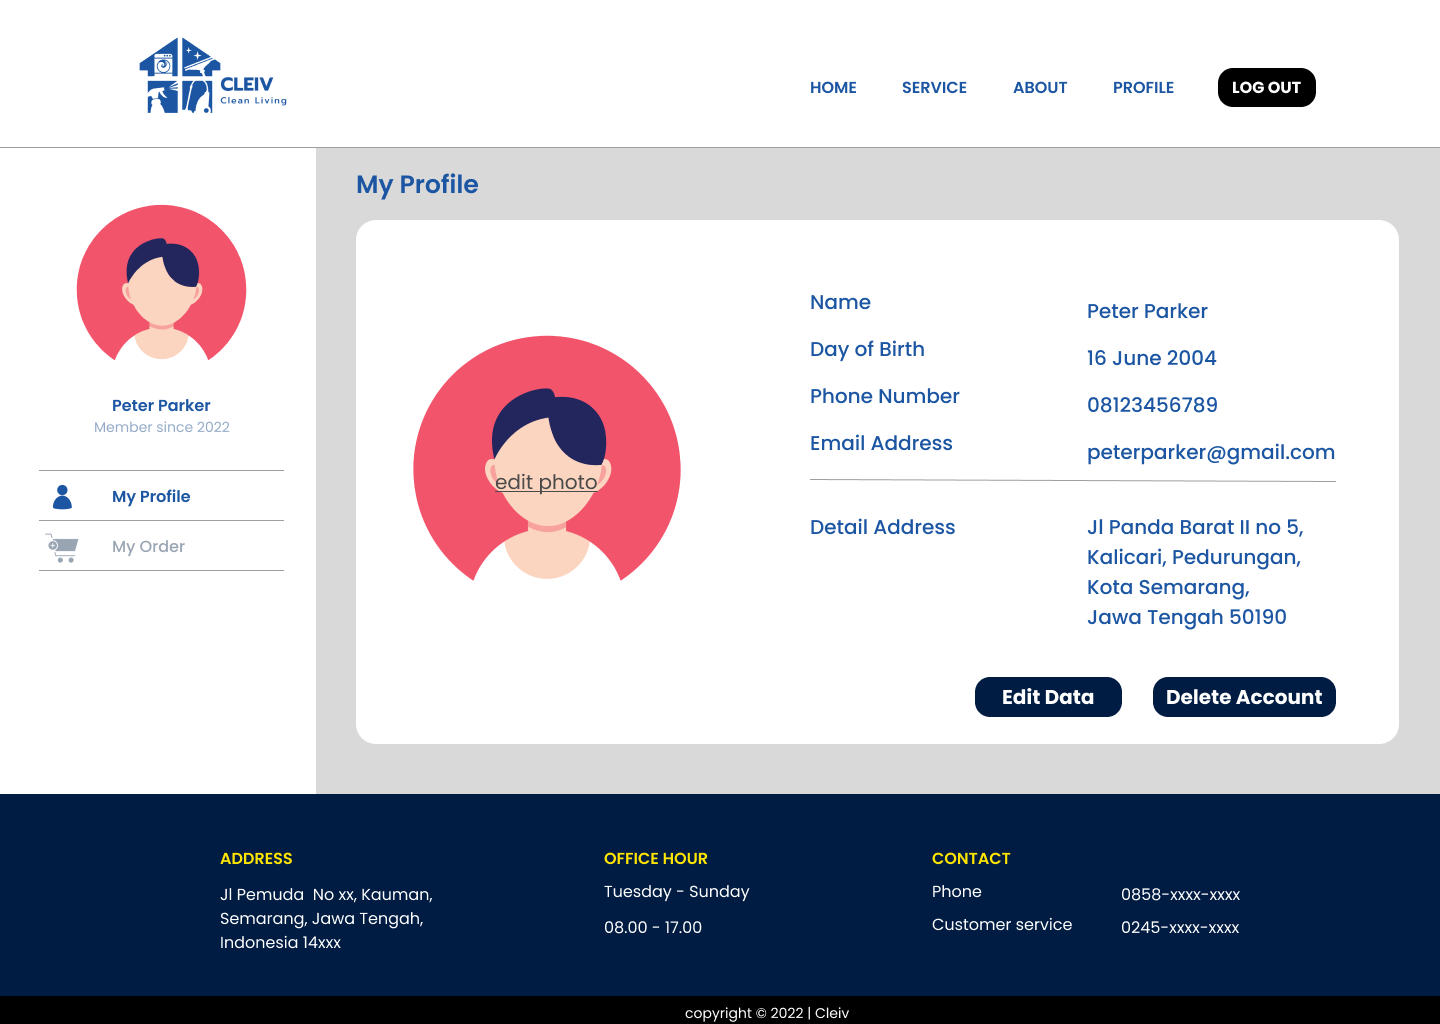 CLEIV
Clean Living
HOME
SERVICE
ABOUT
PROFILE
LOG OUT
Peter Parker
Member since 2022
My Profile
My Order
My Profile
edit photo
Name
Peter Parker
Day of Birth
16 June 2004
Phone Number
08123456789
Email Address
peterparker@gmail.com
Detail Address
Jl Panda Barat II no 5,
Kalicari, Pedurungan,
Kota Semarang,
Jawa Tengah 50190
Edit Data
Delete Account
ADDRESS
Jl Pemuda  No xx, Kauman,
Semarang, Jawa Tengah,
Indonesia 14xxx
OFFICE HOUR
Tuesday - Sunday
08.00 - 17.00
CONTACT
Phone
0858-xxxx-xxxx
Customer service
0245-xxxx-xxxx
copyright © 2022 | Cleiv